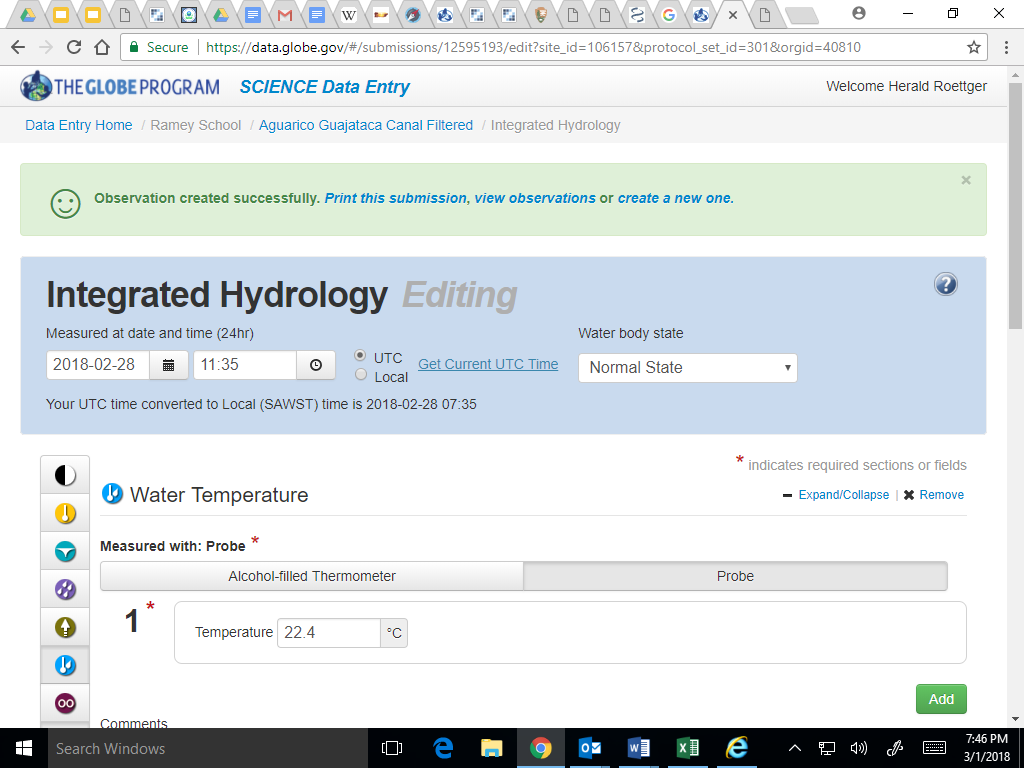 Secure https://data.globe.gov/#/submissions/12595193/edit?site_id=106157&protocol_set_id=301&orgid=40810
THE GLOBE PROGRAM SCIENCE Data Entry Welcome Herald Roettger
Data Entry Home / Ramey School / Aguarico Guajataca Canal Filtered / Integrated Hydrology
Observation created successfully. Print this submission, view observations or create a new one. ×
Integrated Hydrology Editing ?
Measured at date and time (24hr) Water body state
2018-02-28 11:35 UTC Local Get Current UTC Time Normal State
Your UTC time converted to Local (SAWST) time is 2018-02-28 07:35
* indicates required sections or fields
Water Temperature Expand/Collapse | Remove
Measured with: Probe *
Alcohol-filled Thermometer Probe
1 * Temperature 22.4 °C
Add
Comments
Search Windows 7:46 PM
3/1/2018